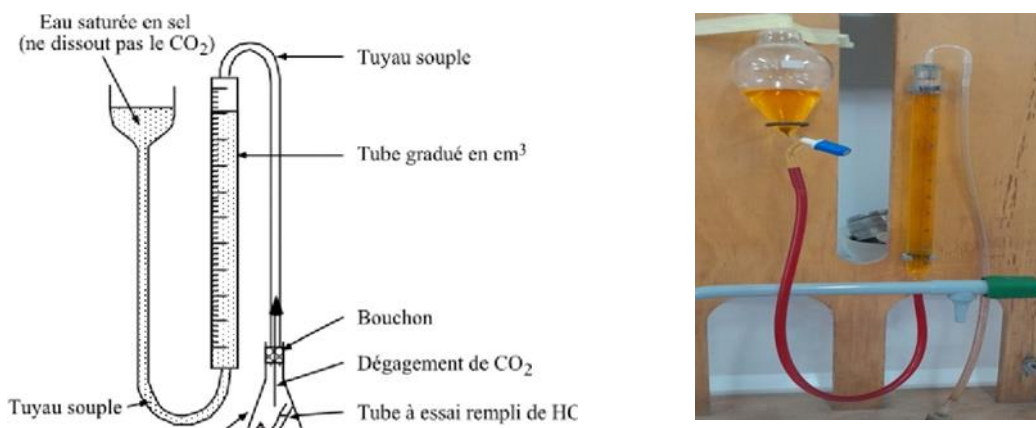 Eau saturée en sel
(ne dissout pas le CO₂)
Tuyau souple
Tube gradué en cm³
Bouchon
Dégagement de CO₂
Tuyau souple
Tube à essai rempli de HC